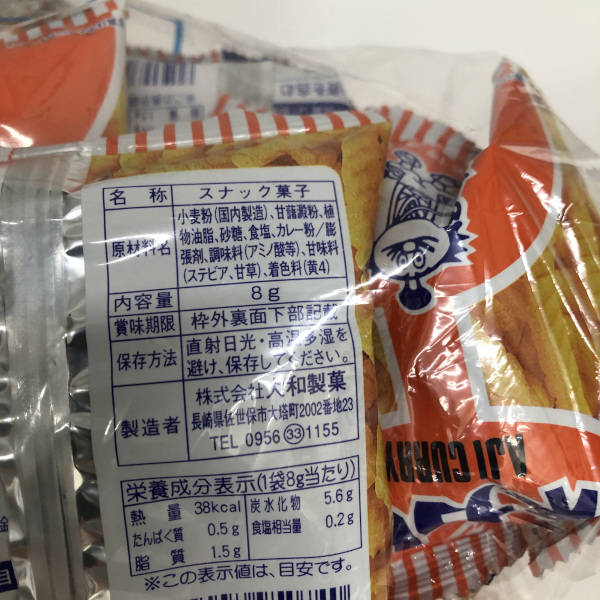 名称 スナック菓子
原材料名 小麦粉(国内製造)、甘藷澱粉、植
物油脂、砂糖、食塩、カレー粉/膨
張剤、調味料(アミノ酸等)、甘味料
(ステビア、甘草)、着色料(黄4)
内容量 8g
賞味期限 枠外裏面下部記載
保存方法 直射日光・高温多湿を
避け、保存してください。
製造者 株式会社大和製菓
長崎県佐世保市大塔町2002番地23
TEL 0956 ㉝1155
栄養成分表示(1袋8g当たり)
熱量 38kcal 炭水化物 5.6g
たんぱく質 0.5g 食塩相当量 0.2g
脂質 1.5g
※この表示値は、目安です。
AJI CURRY